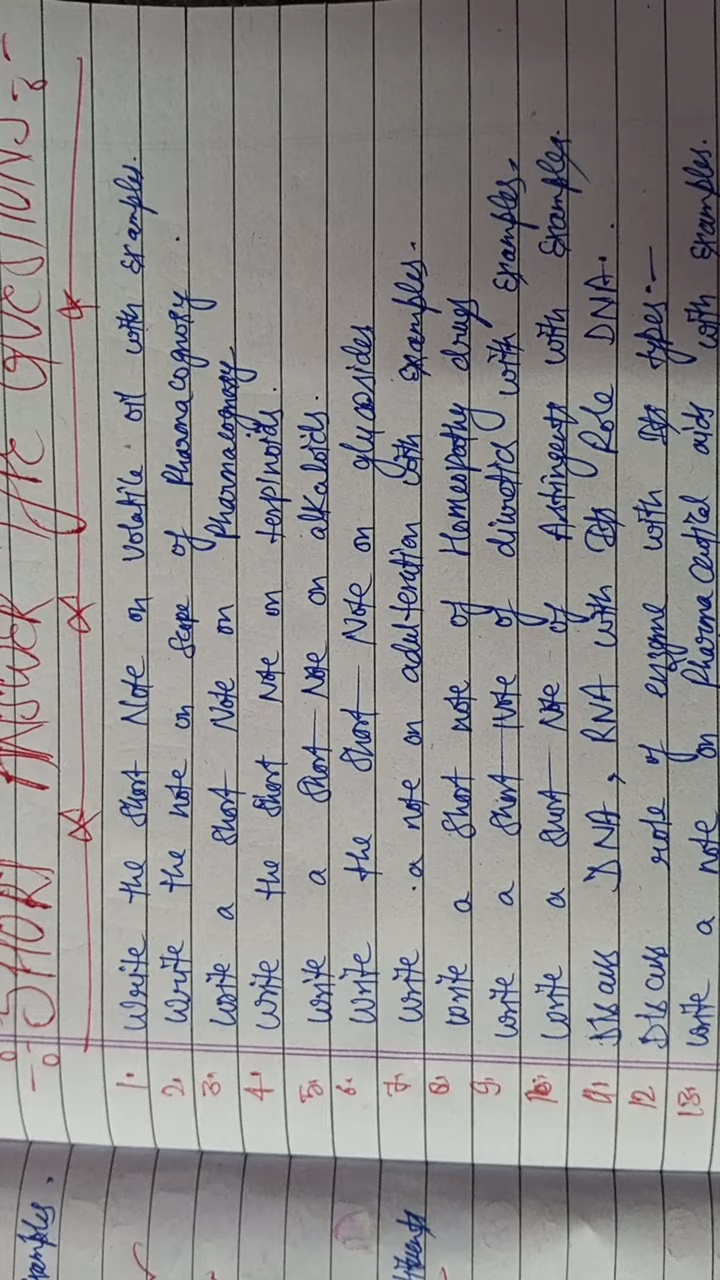 :- SHORT ANSWER Type QUESTIONS :-
1. Write the short Note on volatile oil with examples.
2. Write the note on scope of Pharmacognosy.
3. Write a short Note on Pharmacognosy
4. Write the short Note on terpinoids.
5. Write a short Note on alkaloids.
6. Write the short Note on glycosides
7. Write a note on adulteration with examples.
8. Write a short note of Homeopathy drugs
9. Write a short Note of diuretics with examples.
10. Write a short Note of Astringents with examples.
11. Discuss DNA, RNA with Its Role DNA.
12 Discuss role of enzyme with Its types:-
13. Write a note on Pharmaceutical aids with examples.
examples.